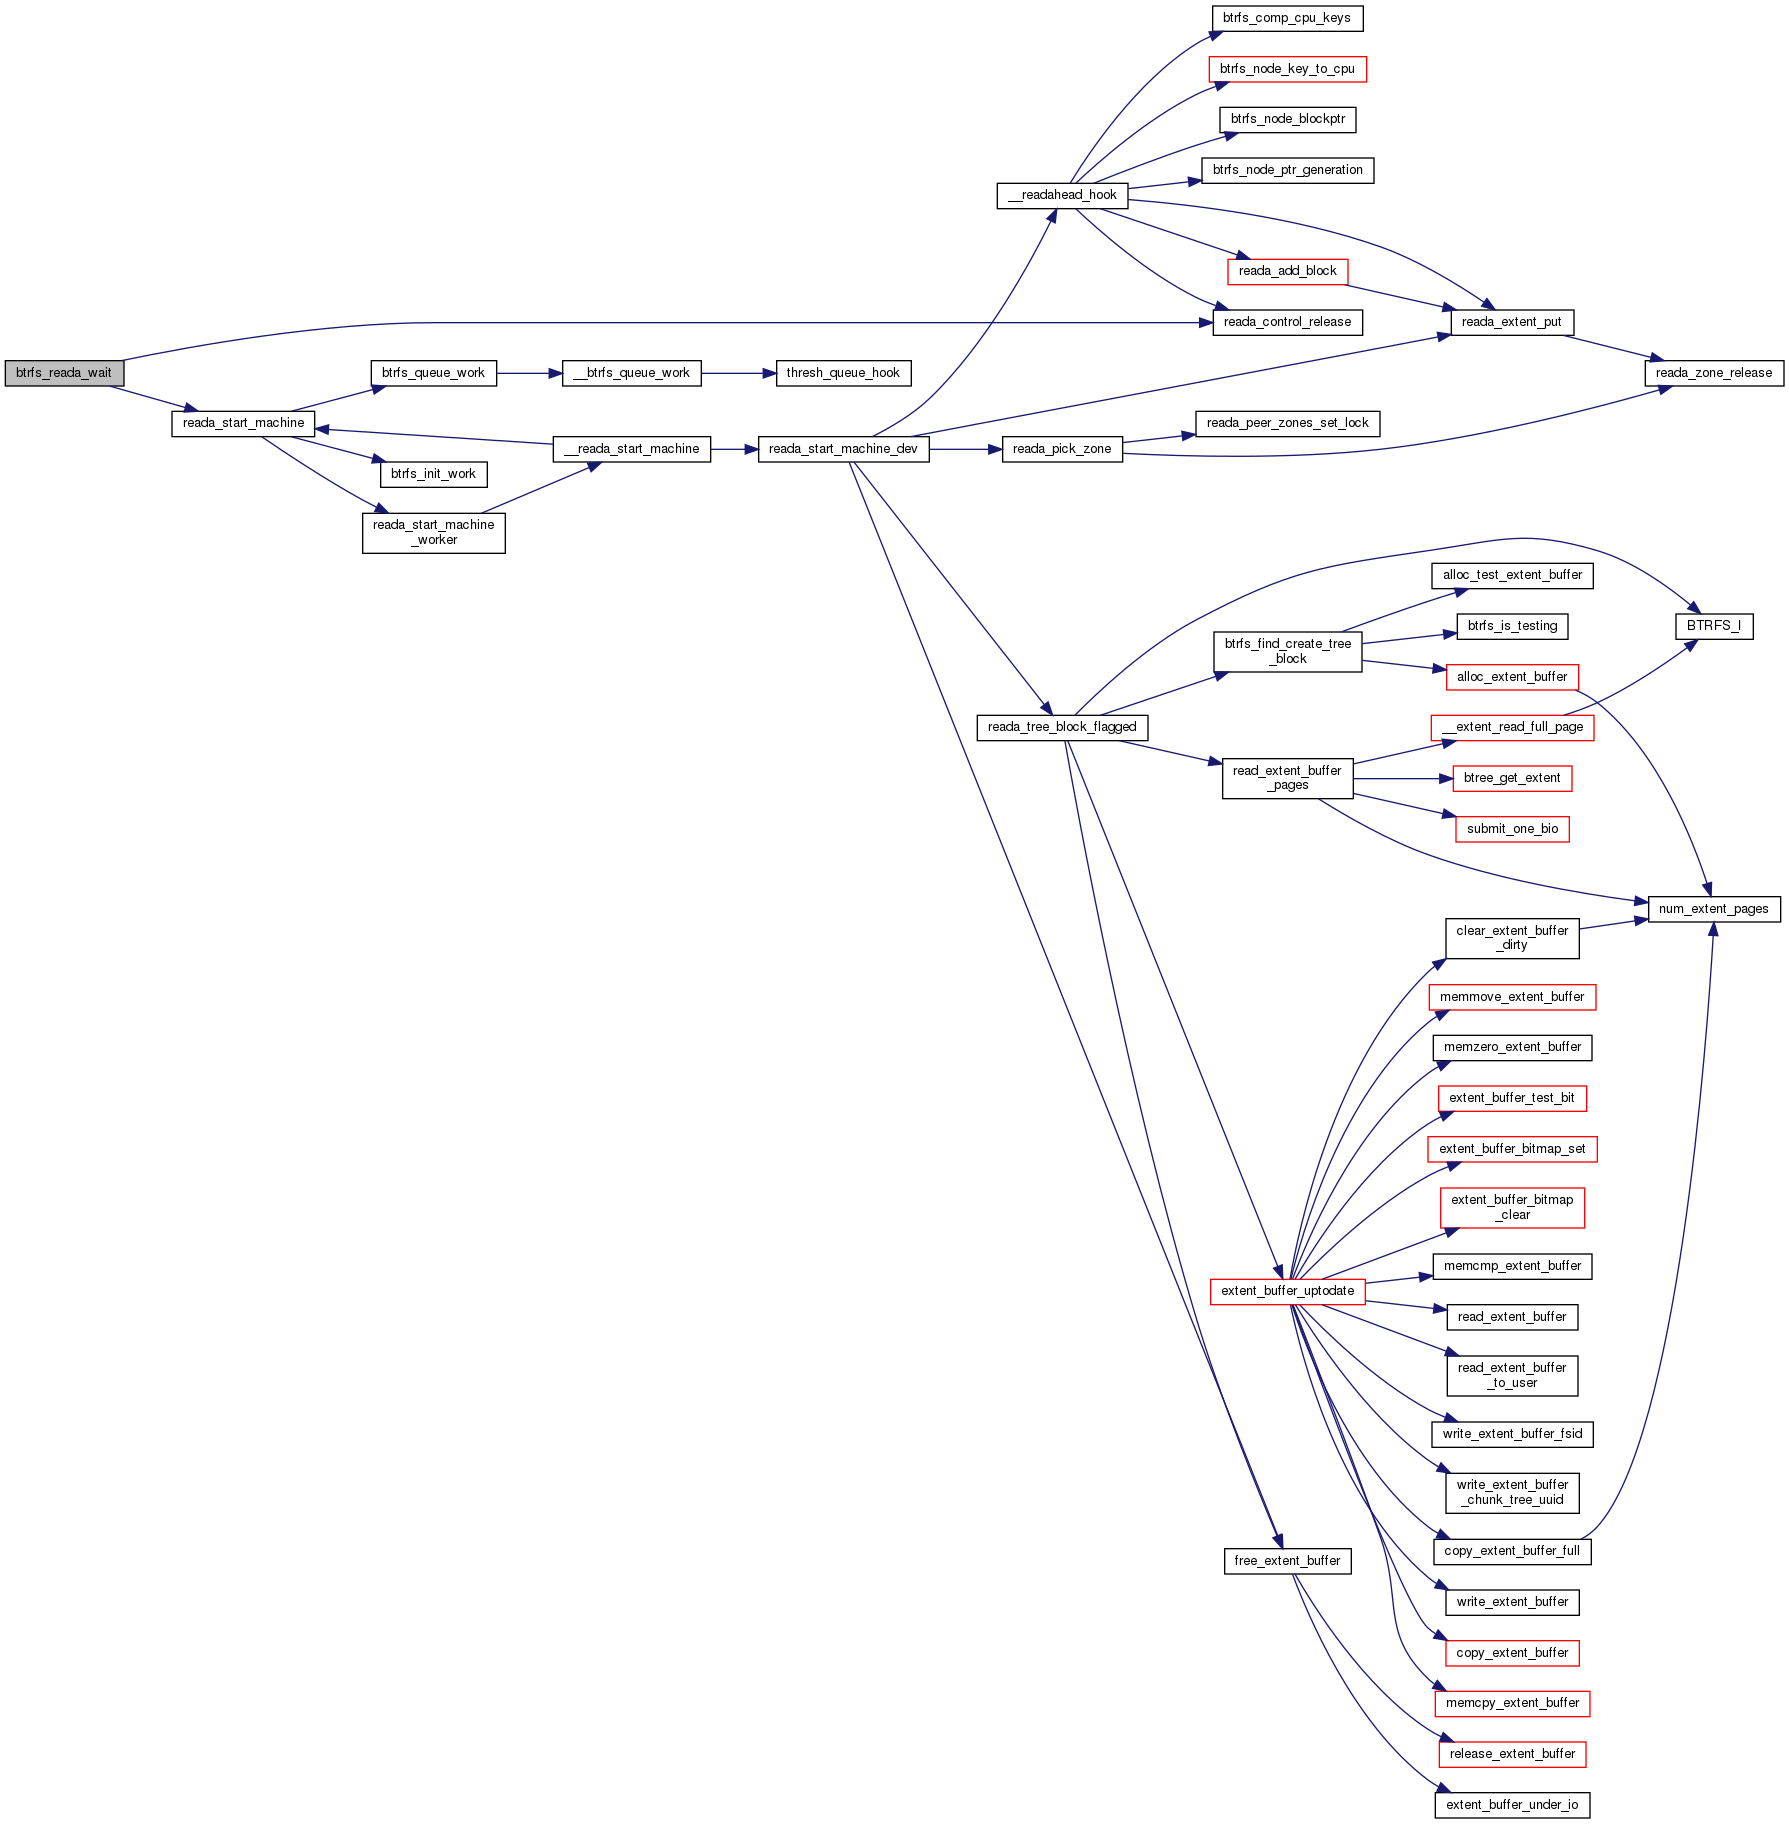 btrfs_comp_cpu_keys
btrfs_node_key_to_cpu
btrfs_node_blockptr
btrfs_node_ptr_generation
__readahead_hook
reada_add_block
reada_control_release
reada_extent_put
btrfs_reada_wait
btrfs_queue_work
__btrfs_queue_work
thresh_queue_hook
reada_zone_release
reada_start_machine
reada_peer_zones_set_lock
__reada_start_machine
reada_start_machine_dev
reada_pick_zone
btrfs_init_work
reada_start_machine
_worker
alloc_test_extent_buffer
btrfs_is_testing
BTRFS_I
btrfs_find_create_tree
_block
alloc_extent_buffer
reada_tree_block_flagged
__extent_read_full_page
read_extent_buffer
_pages
btree_get_extent
submit_one_bio
num_extent_pages
clear_extent_buffer
_dirty
memmove_extent_buffer
memzero_extent_buffer
extent_buffer_test_bit
extent_buffer_bitmap_set
extent_buffer_bitmap
_clear
memcmp_extent_buffer
extent_buffer_uptodate
read_extent_buffer
read_extent_buffer
_to_user
write_extent_buffer_fsid
write_extent_buffer
_chunk_tree_uuid
copy_extent_buffer_full
free_extent_buffer
write_extent_buffer
copy_extent_buffer
memcpy_extent_buffer
release_extent_buffer
extent_buffer_under_io